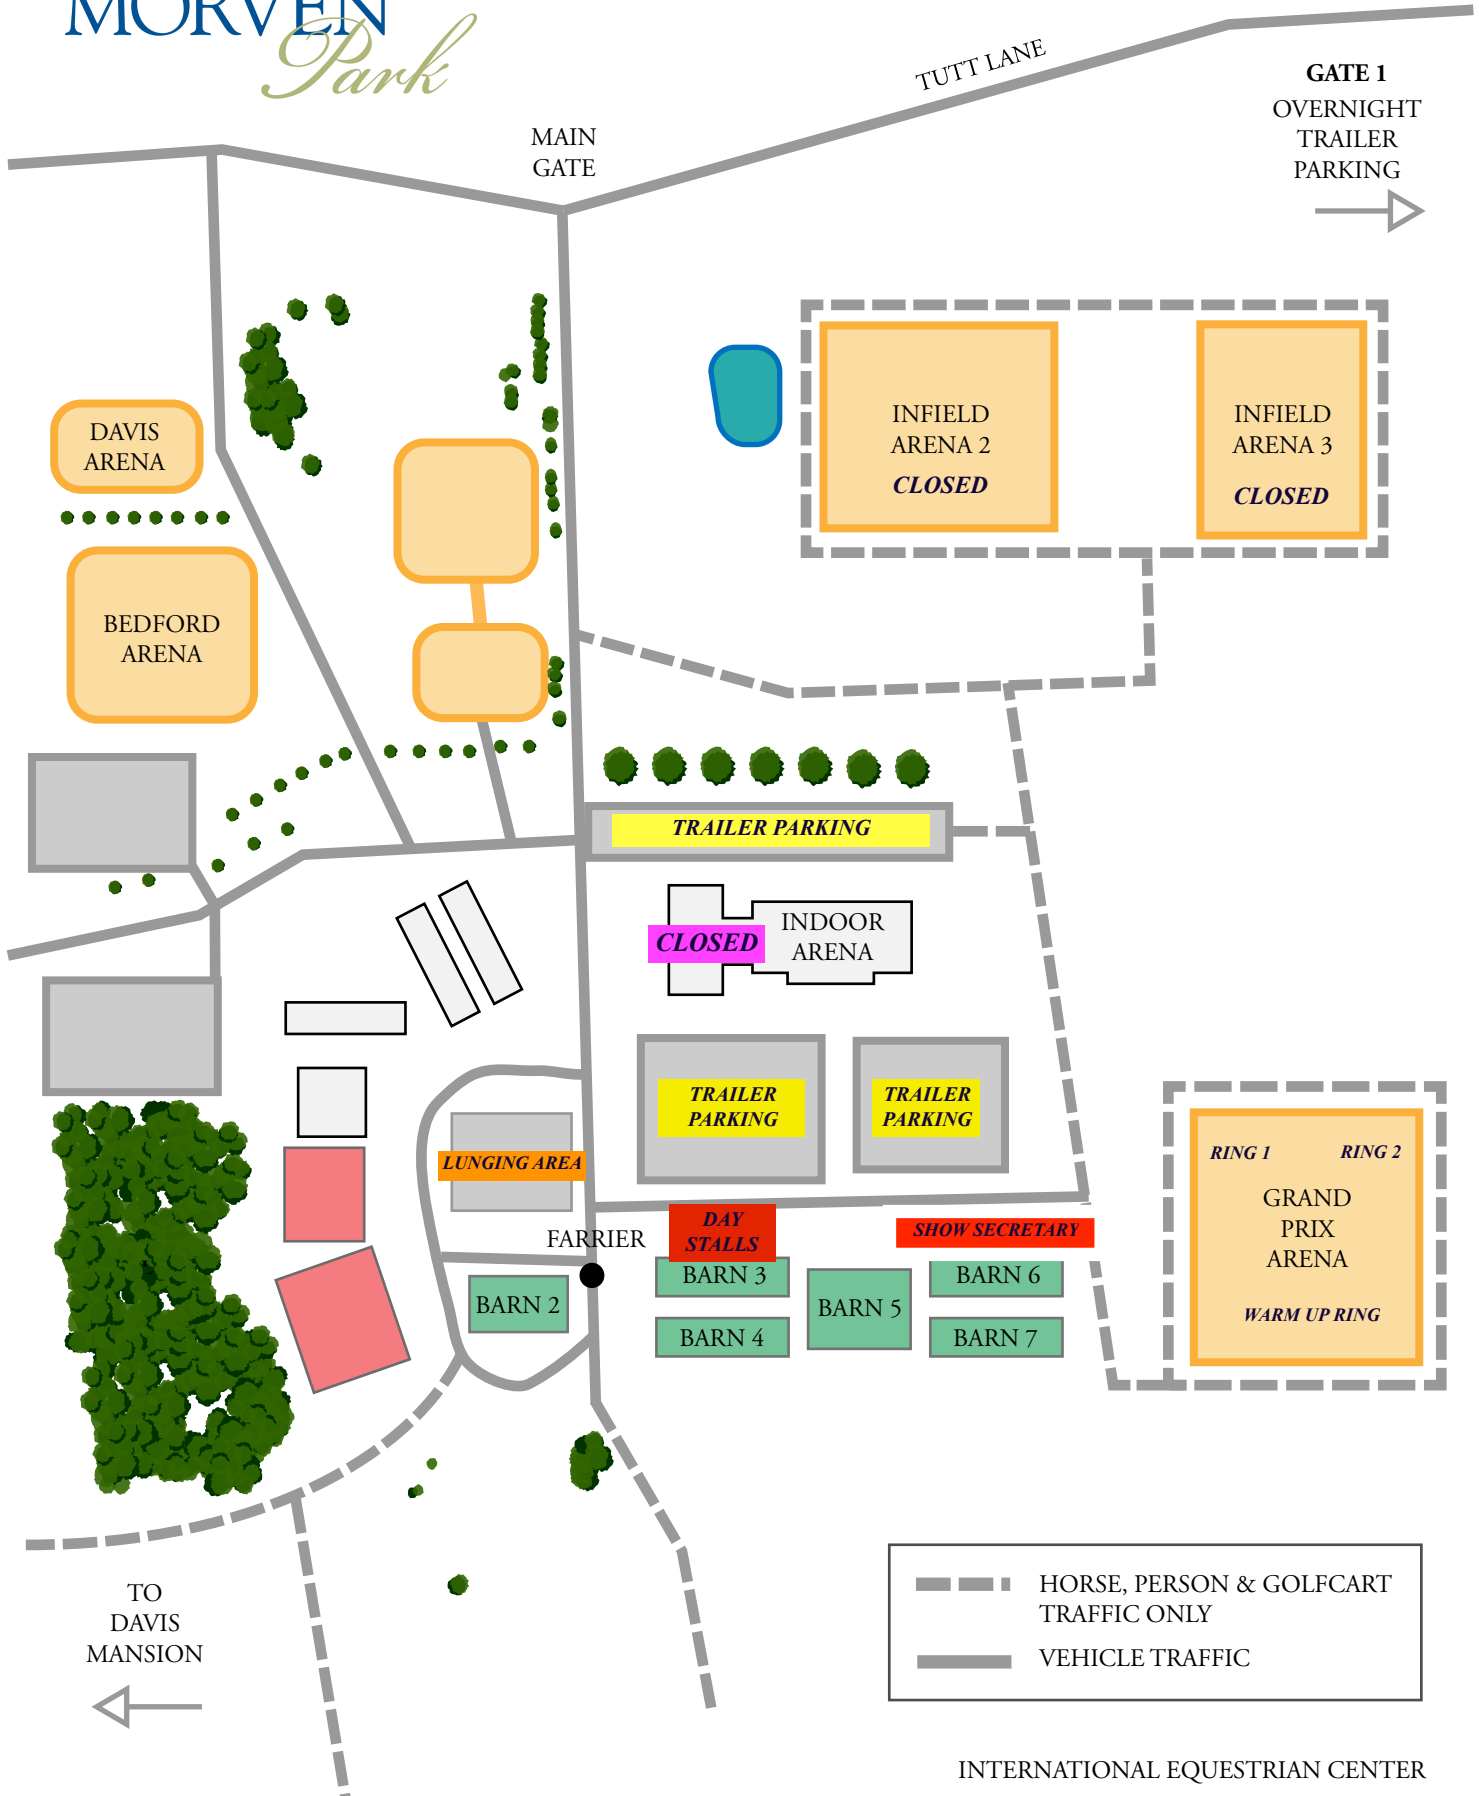 MORVEN
Park
TUTT LANE
GATE 1
OVERNIGHT
TRAILER
PARKING
MAIN
GATE
DAVIS
ARENA
INFIELD
ARENA 2
CLOSED
INFIELD
ARENA 3
CLOSED
BEDFORD
ARENA
TRAILER PARKING
CLOSED
INDOOR
ARENA
TRAILER
PARKING
TRAILER
PARKING
LUNGING AREA
RING 1
RING 2
GRAND
PRIX
ARENA
WARM UP RING
FARRIER
DAY
STALLS
SHOW SECRETARY
BARN 2
BARN 3
BARN 4
BARN 5
BARN 6
BARN 7
TO
DAVIS
MANSION
HORSE, PERSON & GOLFCART
TRAFFIC ONLY
VEHICLE TRAFFIC
INTERNATIONAL EQUESTRIAN CENTER